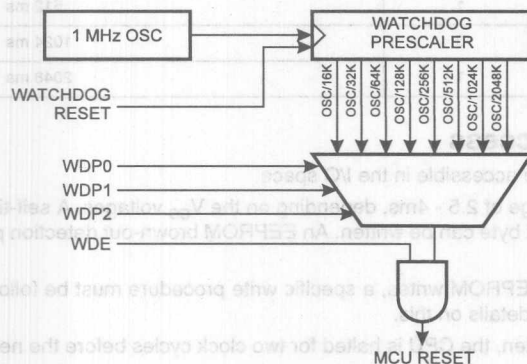 1 MHz OSC
WATCHDOG
PRESCALER
WATCHDOG
RESET
OSC/16K
OSC/32K
OSC/64K
OSC/128K
OSC/256K
OSC/512K
OSC/1024K
OSC/2048K
WDP0
WDP1
WDP2
WDE
MCU RESET